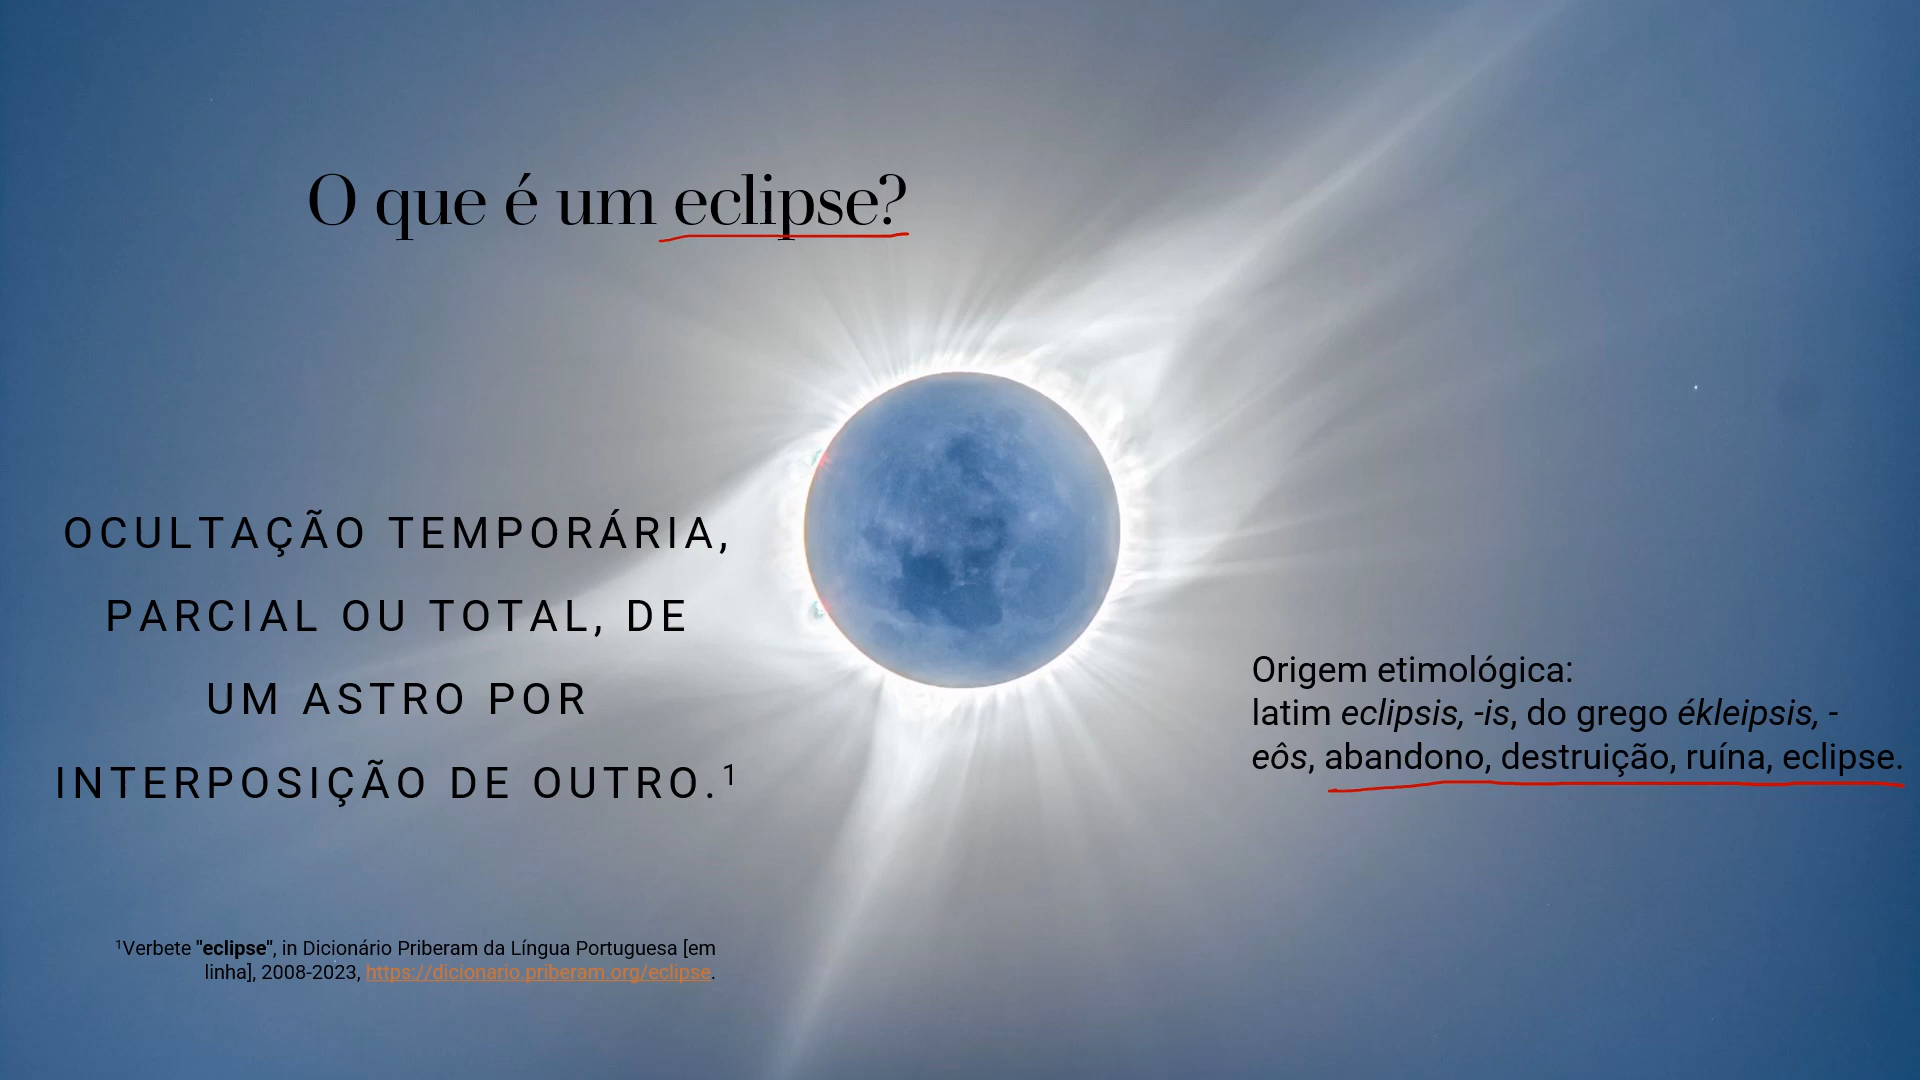 O que é um eclipse?
OCULTAÇÃO TEMPORÁRIA,
PARCIAL OU TOTAL, DE
UM ASTRO POR
INTERPOSIÇÃO DE OUTRO.¹
Origem etimológica:
latim eclipsis, -is, do grego ékleipsis, -
eôs, abandono, destruição, ruína, eclipse.
¹Verbete "eclipse", in Dicionário Priberam da Língua Portuguesa [em
linha], 2008-2023, https://dicionario.priberam.org/eclipse.